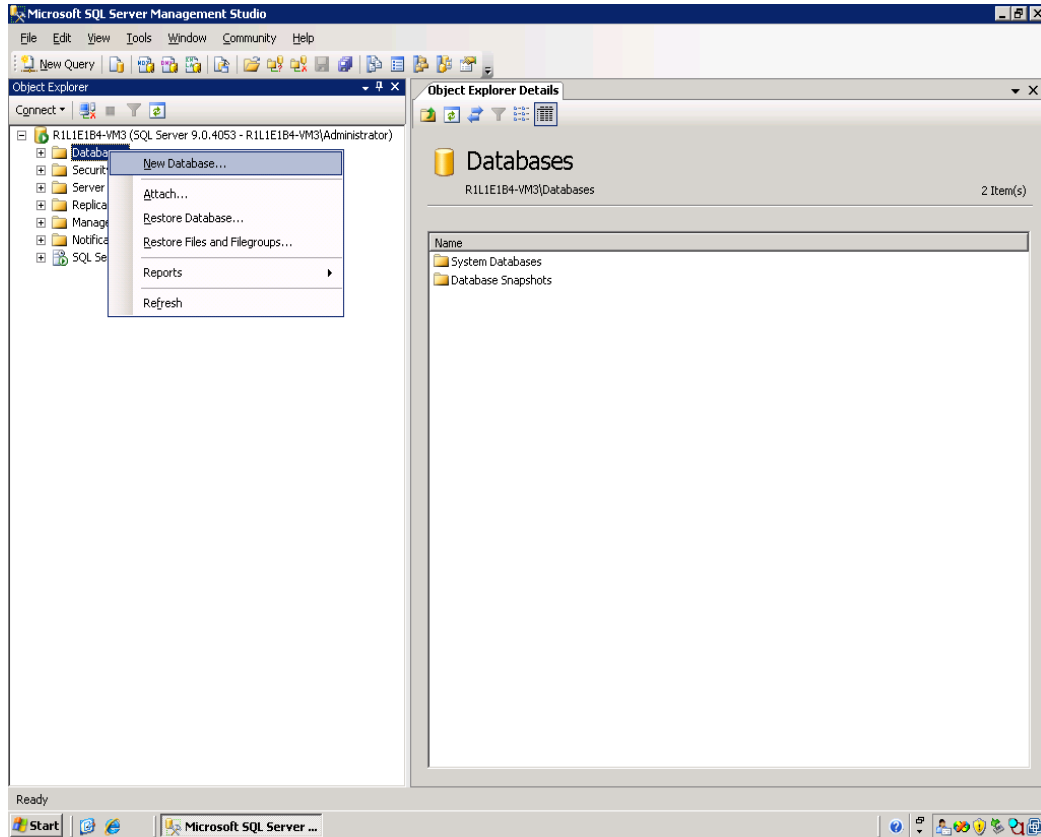 Microsoft SQL Server Management Studio
File Edit View Tools Window Community Help
New Query
Object Explorer
Connect
R1L1E1B4-VM3 (SQL Server 9.0.4053 - R1L1E1B4-VM3\Administrator)
Databa
Securit
Server
Replica
Manage
Notifica
SQL Se
New Database...
Attach...
Restore Database...
Restore Files and Filegroups...
Reports
Refresh
Object Explorer Details
Databases
R1L1E1B4-VM3\Databases 2 Item(s)
Name
System Databases
Database Snapshots
Ready
Start Microsoft SQL Server ...